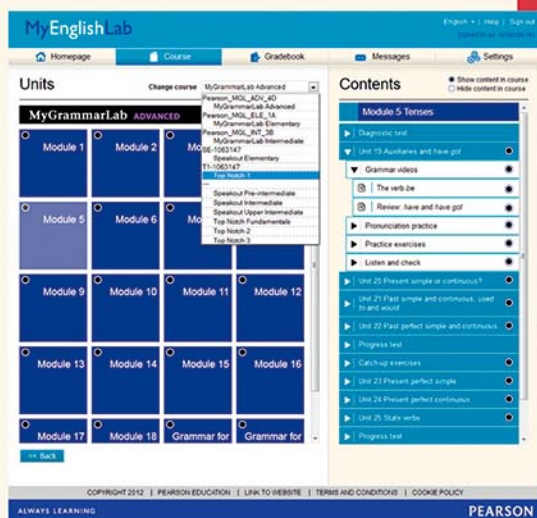 MyEnglishLab
English | Help | Sign out
Homepage
Course
Gradebook
Messages
Settings
Units
Change course
MyGrammarLab Advanced
Pearson_MGL_ADV_4D
MyGrammarLab Advanced
Pearson_MGL_ELE_1A
MyGrammarLab Elementary
Pearson_MGL_INT_3B
MyGrammarLab Intermediate
SE-1063147
Speakout Elementary
T1-1063147
Top Notch 1
---
Speakout Pre-intermediate
Speakout Intermediate
Speakout Upper Intermediate
Top Notch Fundamentals
Top Notch 2
Top Notch 3
MyGrammarLab ADVANCED
Module 1
Module 2
Module 5
Module 6
Module 9
Module 10
Module 11
Module 12
Module 13
Module 14
Module 15
Module 16
Module 17
Module 18
Grammar for
Grammar for
<< Back
Contents
Show content in course
Hide content in course
Module 5 Tenses
Diagnostic test
Unit 19 Auxiliaries and have got
Grammar videos
The verb be
Review: have and have got
Pronunciation practice
Practice exercises
Listen and check
Unit 20 Present simple or continuous?
Unit 21 Past simple and continuous, used
to and would
Unit 22 Past perfect simple and continuous
Progress test
Catch-up exercises
Unit 23 Present perfect simple
Unit 24 Present perfect continuous
Unit 25 State verbs
Progress test
COPYRIGHT 2012 | PEARSON EDUCATION | LINK TO WEBSITE | TERMS AND CONDITIONS | COOKIE POLICY
ALWAYS LEARNING
PEARSON